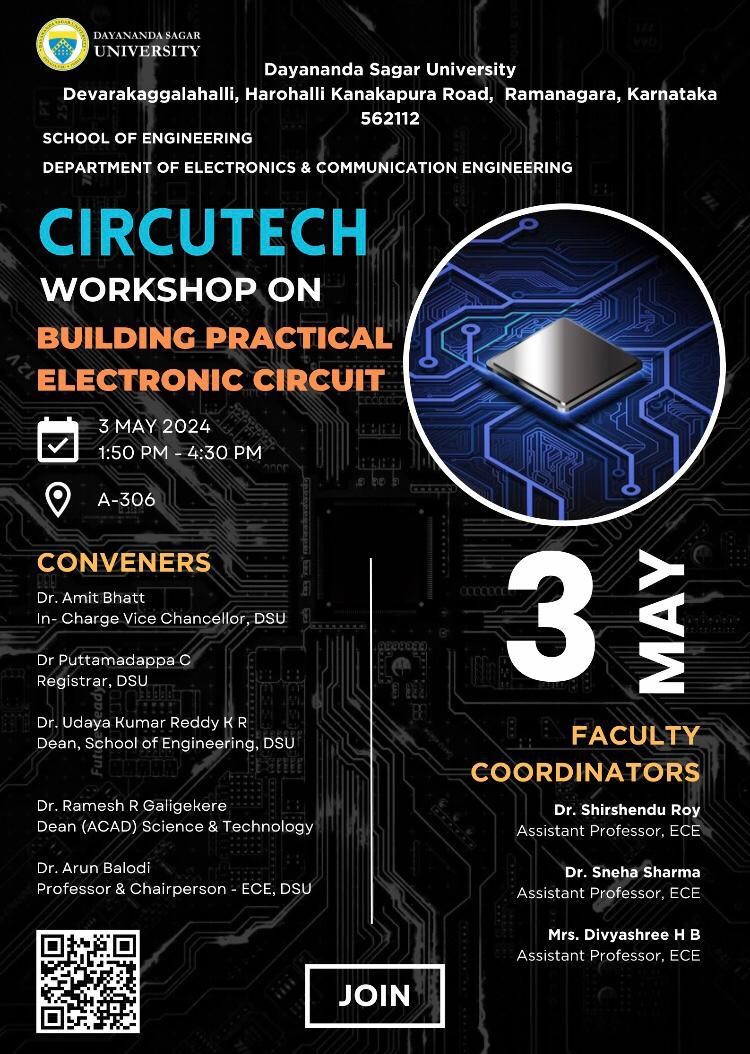 DAYANANDA SAGAR
UNIVERSITY
Dayananda Sagar University
Devarakaggalahalli, Harohalli Kanakapura Road, Ramanagara, Karnataka
562112
SCHOOL OF ENGINEERING
DEPARTMENT OF ELECTRONICS & COMMUNICATION ENGINEERING
CIRCUTECH
WORKSHOP ON
BUILDING PRACTICAL
ELECTRONIC CIRCUIT
3 MAY 2024
1:50 PM - 4:30 PM
A-306
CONVENERS
Dr. Amit Bhatt
In- Charge Vice Chancellor, DSU
Dr Puttamadappa C
Registrar, DSU
Dr. Udaya Kumar Reddy K R
Dean, School of Engineering, DSU
Dr. Ramesh R Galigekere
Dean (ACAD) Science & Technology
Dr. Arun Balodi
Professor & Chairperson - ECE, DSU
3
MAY
FACULTY
COORDINATORS
Dr. Shirshendu Roy
Assistant Professor, ECE
Dr. Sneha Sharma
Assistant Professor, ECE
Mrs. Divyashree H B
Assistant Professor, ECE
JOIN